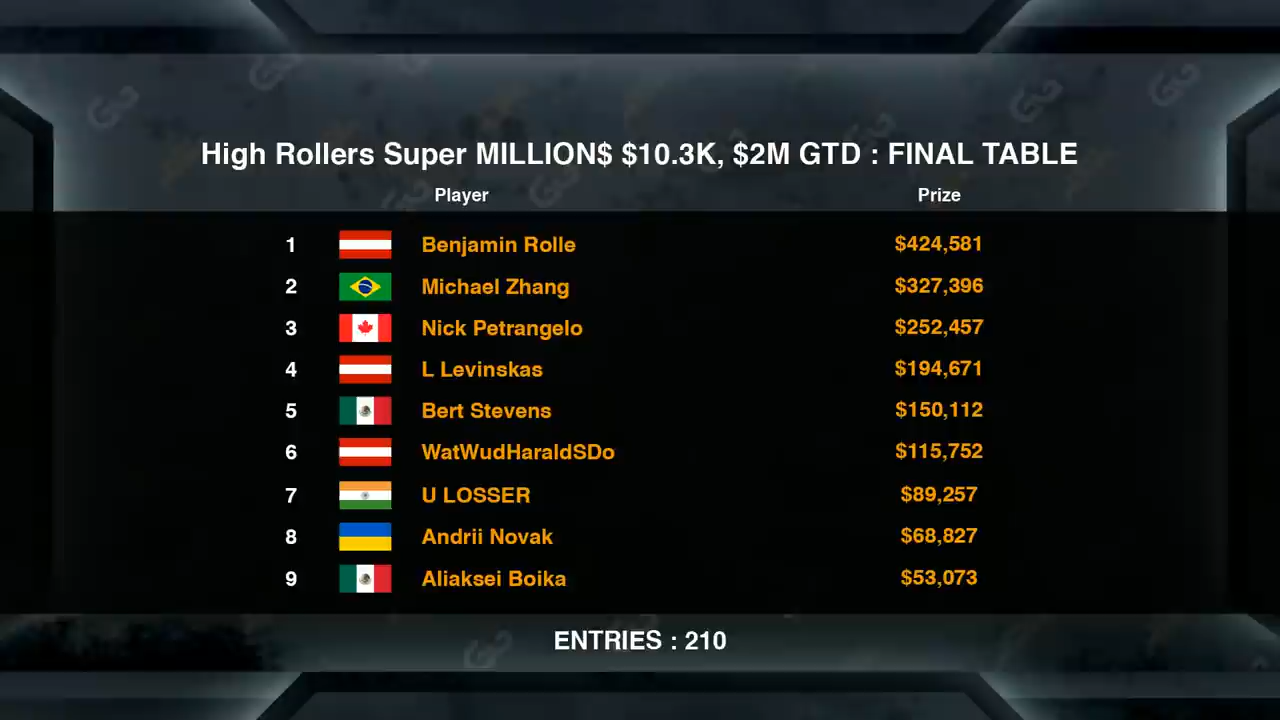 High Rollers Super MILLION$ $10.3K, $2M GTD : FINAL TABLE
Player Prize
1 Benjamin Rolle $424,581
2 Michael Zhang $327,396
3 Nick Petrangelo $252,457
4 L Levinskas $194,671
5 Bert Stevens $150,112
6 WatWudHaraldSDo $115,752
7 U LOSSER $89,257
8 Andrii Novak $68,827
9 Aliaksei Boika $53,073
ENTRIES : 210